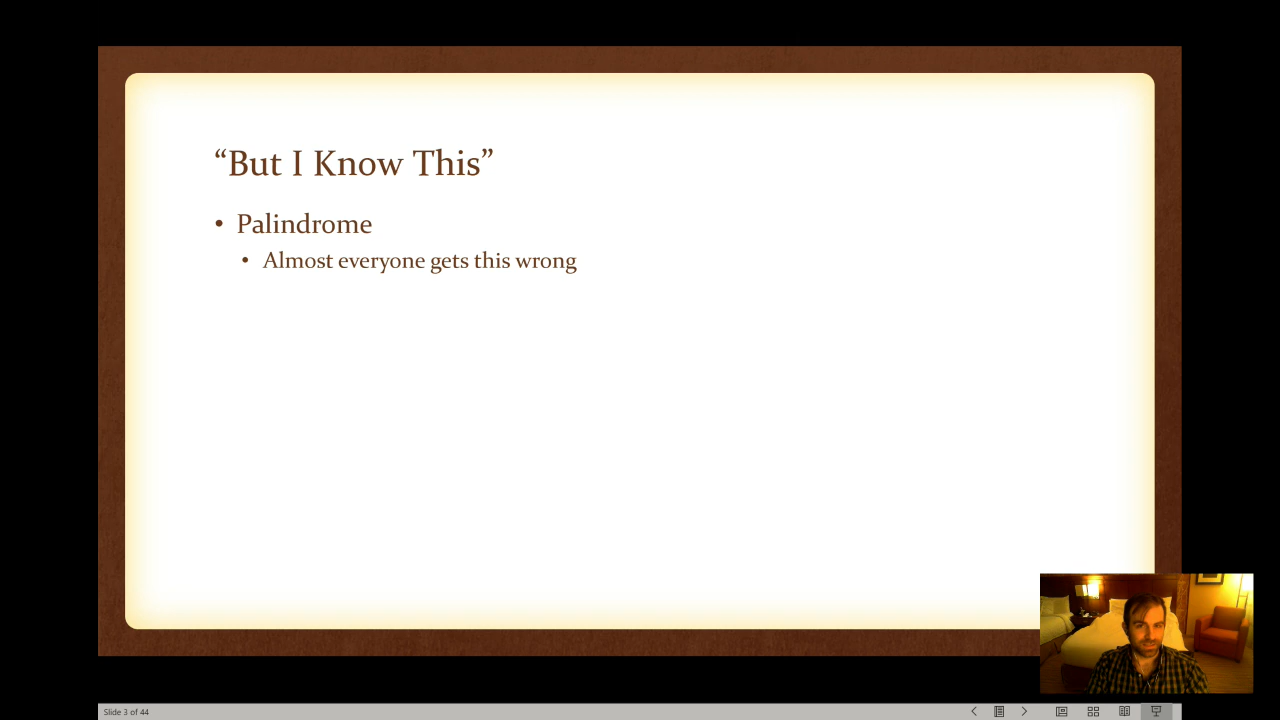 “But I Know This”
• Palindrome
• Almost everyone gets this wrong
Slide 3 of 44